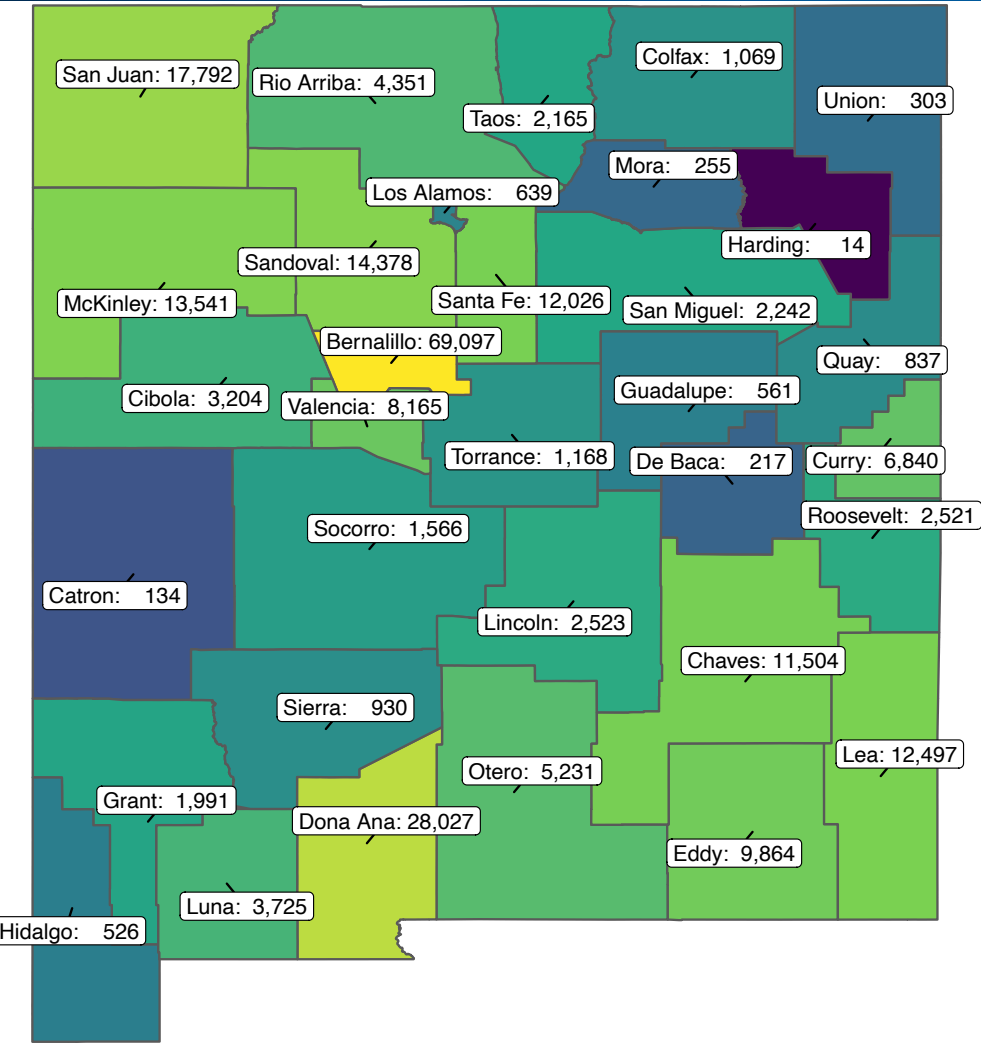 Colfax: 1,069
San Juan: 17,792
Rio Arriba: 4,351
Union: 303
Taos: 2,165
Mora: 255
Los Alamos: 639
Harding: 14
Sandoval: 14,378
Santa Fe: 12,026
McKinley: 13,541
San Miguel: 2,242
Bernalillo: 69,097
Quay: 837
Guadalupe: 561
Cibola: 3,204
Valencia: 8,165
Torrance: 1,168
De Baca: 217
Curry: 6,840
Roosevelt: 2,521
Socorro: 1,566
Catron: 134
Lincoln: 2,523
Chaves: 11,504
Sierra: 930
Lea: 12,497
Otero: 5,231
Grant: 1,991
Dona Ana: 28,027
Eddy: 9,864
Luna: 3,725
Hidalgo: 526